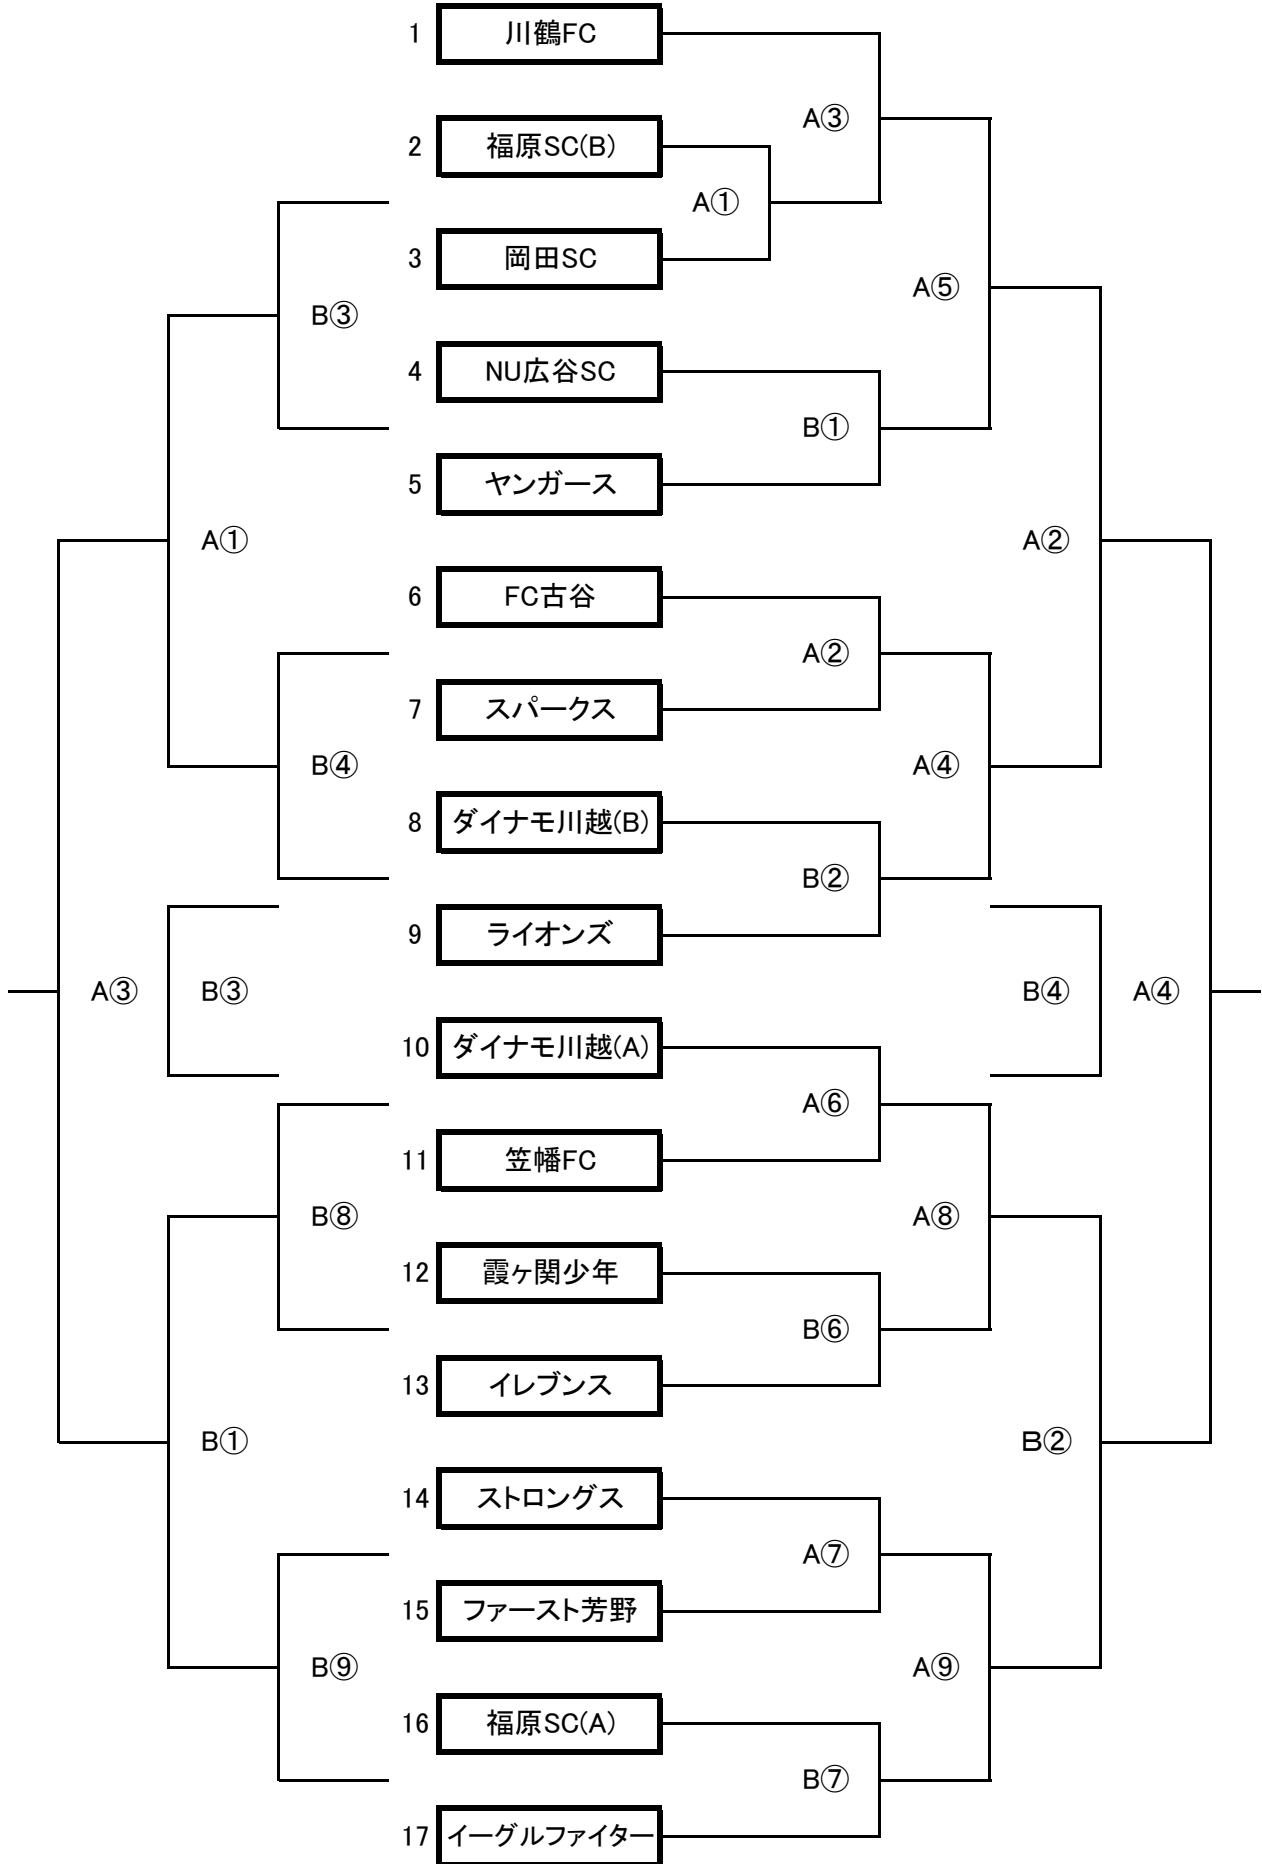 1 川鶴FC
A③
2 福原SC(B)
A①
3 岡田SC
A⑤
B③
4 NU広谷SC
B①
5 ヤンガース
A① A②
6 FC古谷
A②
7 スパークス
B④ A④
8 ダイナモ川越(B)
B②
9 ライオンズ
A③ B③ B④ A④
10 ダイナモ川越(A)
A⑥
11 笠幡FC
B⑧ A⑧
12 霞ヶ関少年
B⑥
13 イレブンス
B① B②
14 ストロングス
A⑦
15 ファースト芳野
B⑨ A⑨
16 福原SC(A)
B⑦
17 イーグルファイター